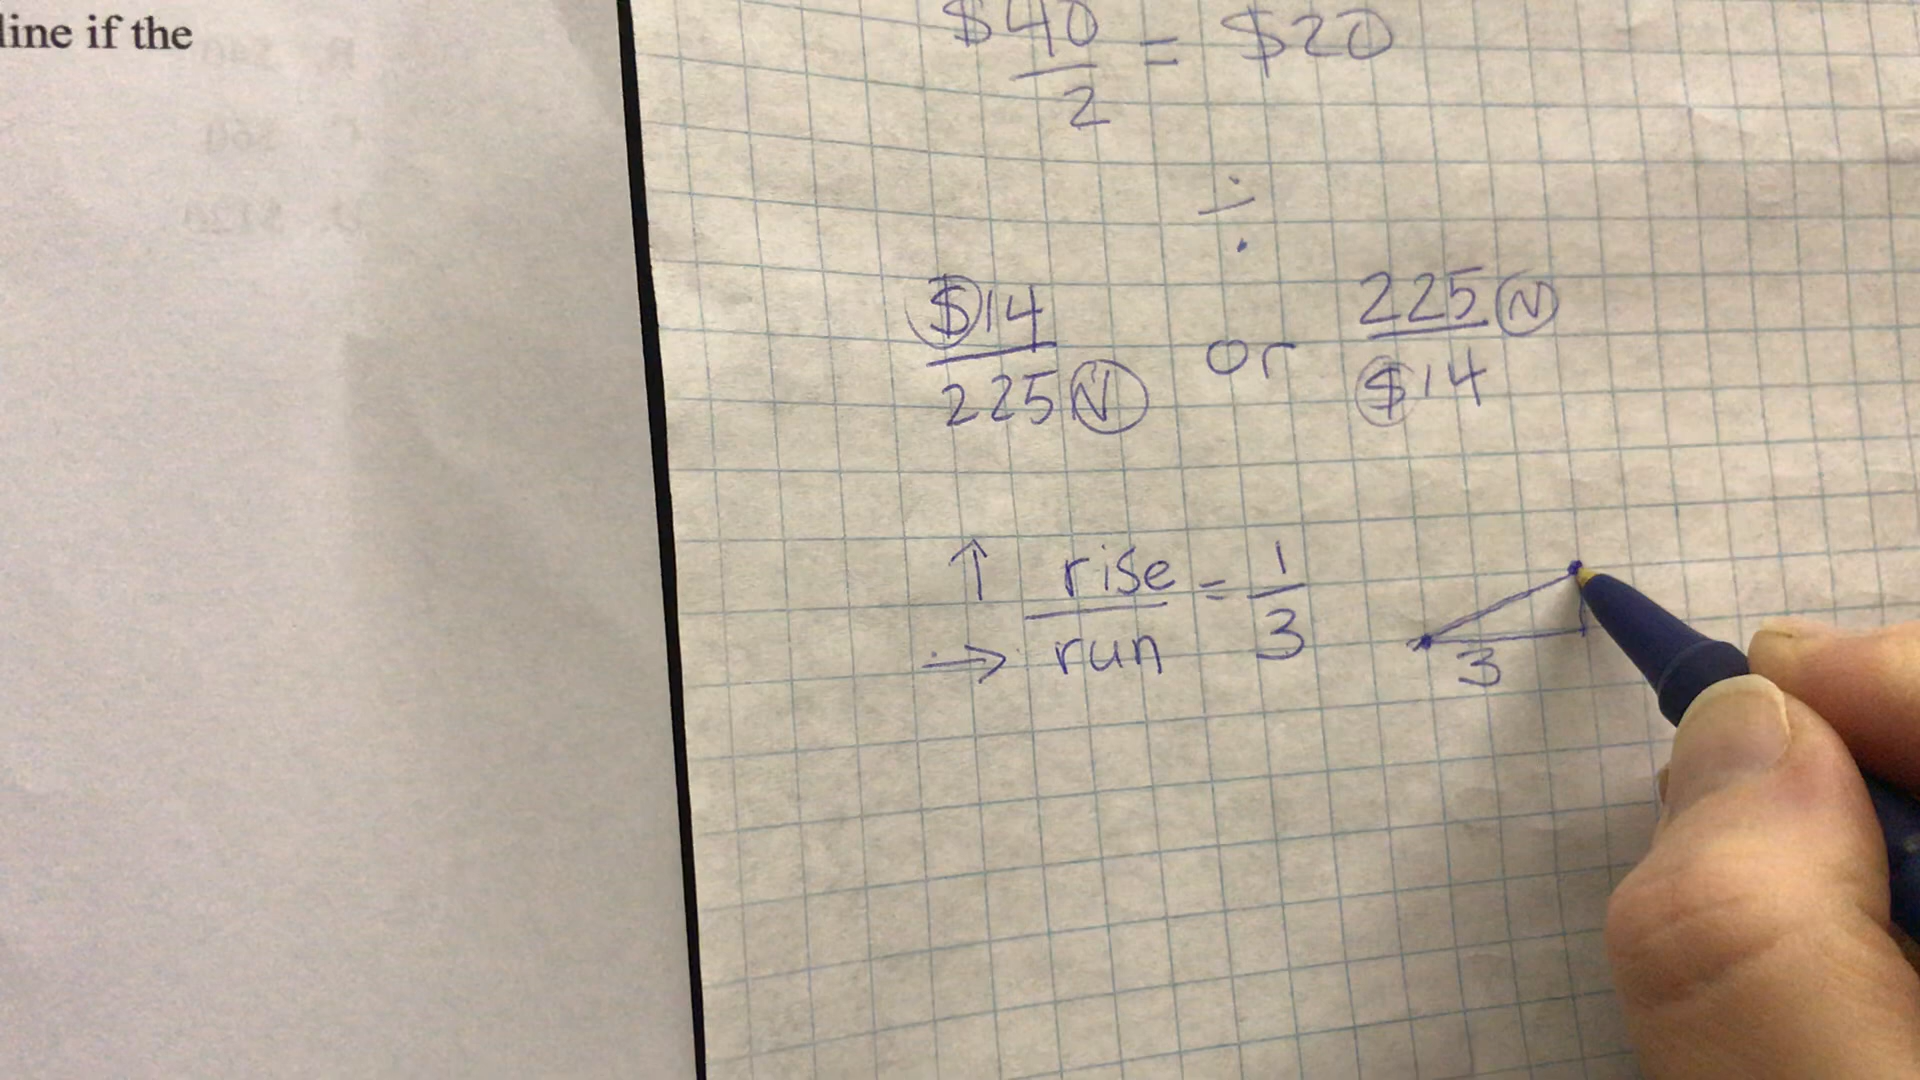 line if the
$40
= $20
2
÷
$14 or 225 N
225 N $14
↑ rise = 1
→ run 3
3